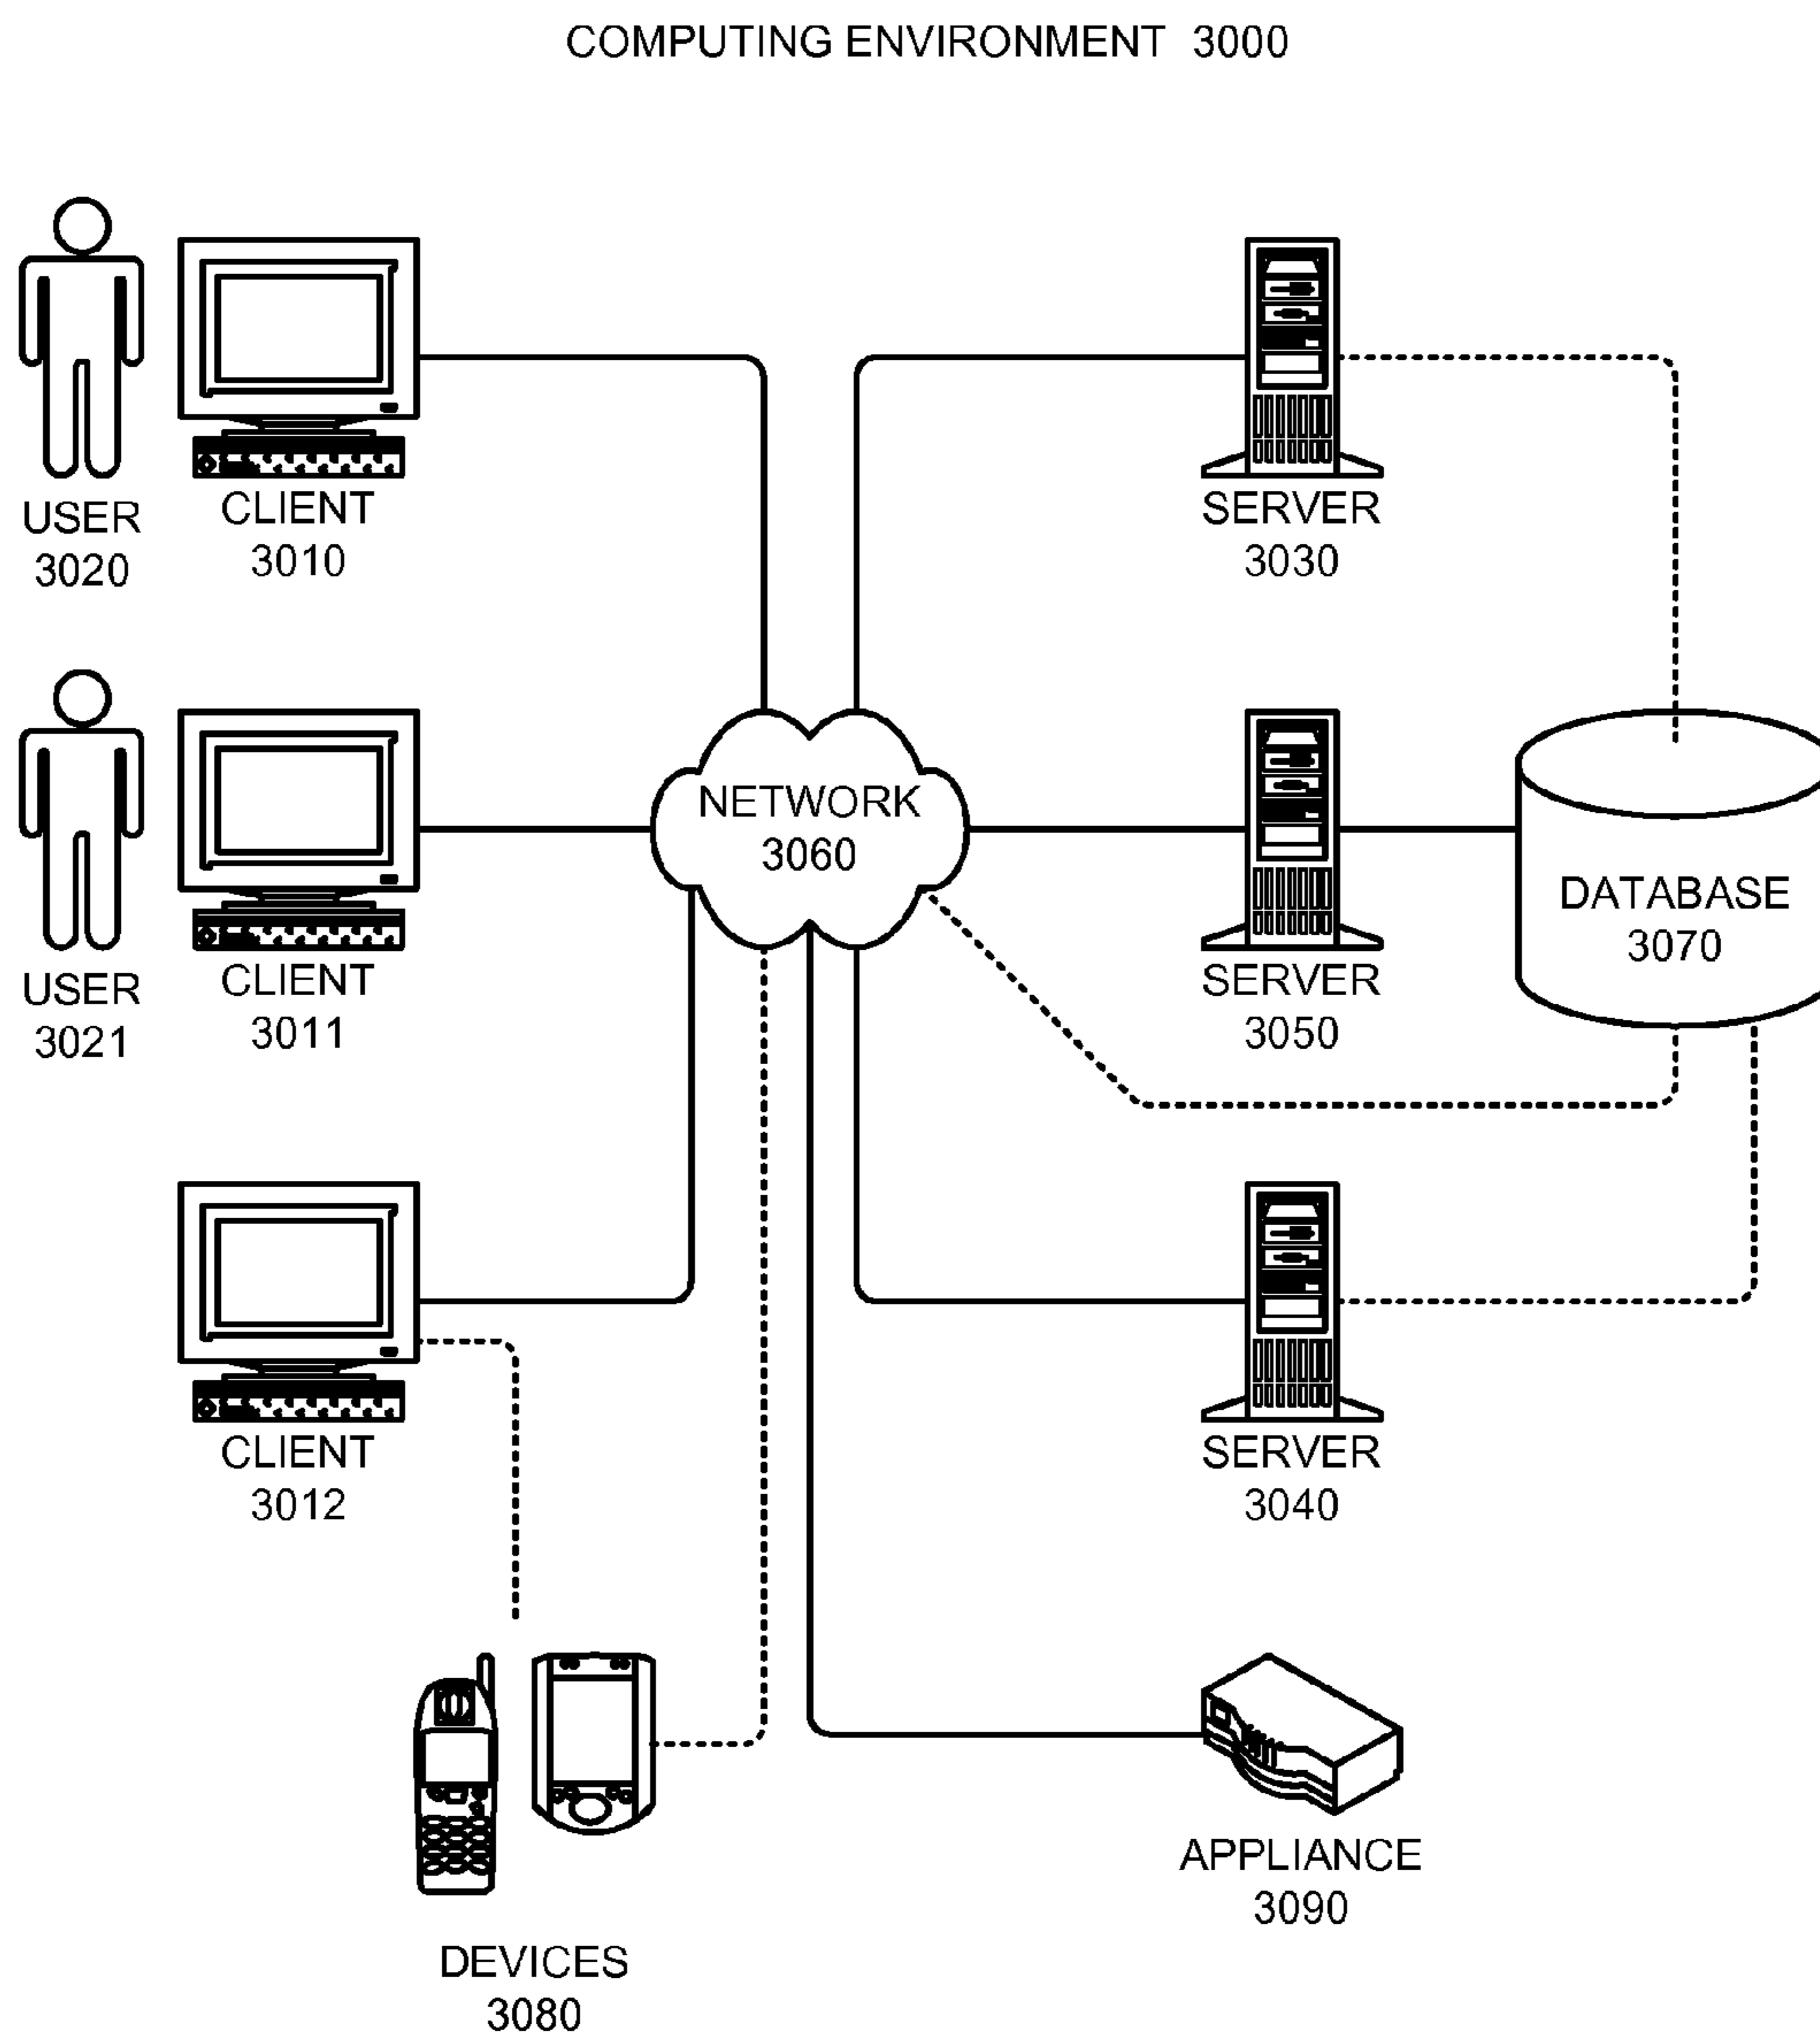 COMPUTING ENVIRONMENT 3000
USER
3020
CLIENT
3010
SERVER
3030
NETWORK
3060
DATABASE
3070
USER
3021
CLIENT
3011
SERVER
3050
CLIENT
3012
SERVER
3040
DEVICES
3080
APPLIANCE
3090